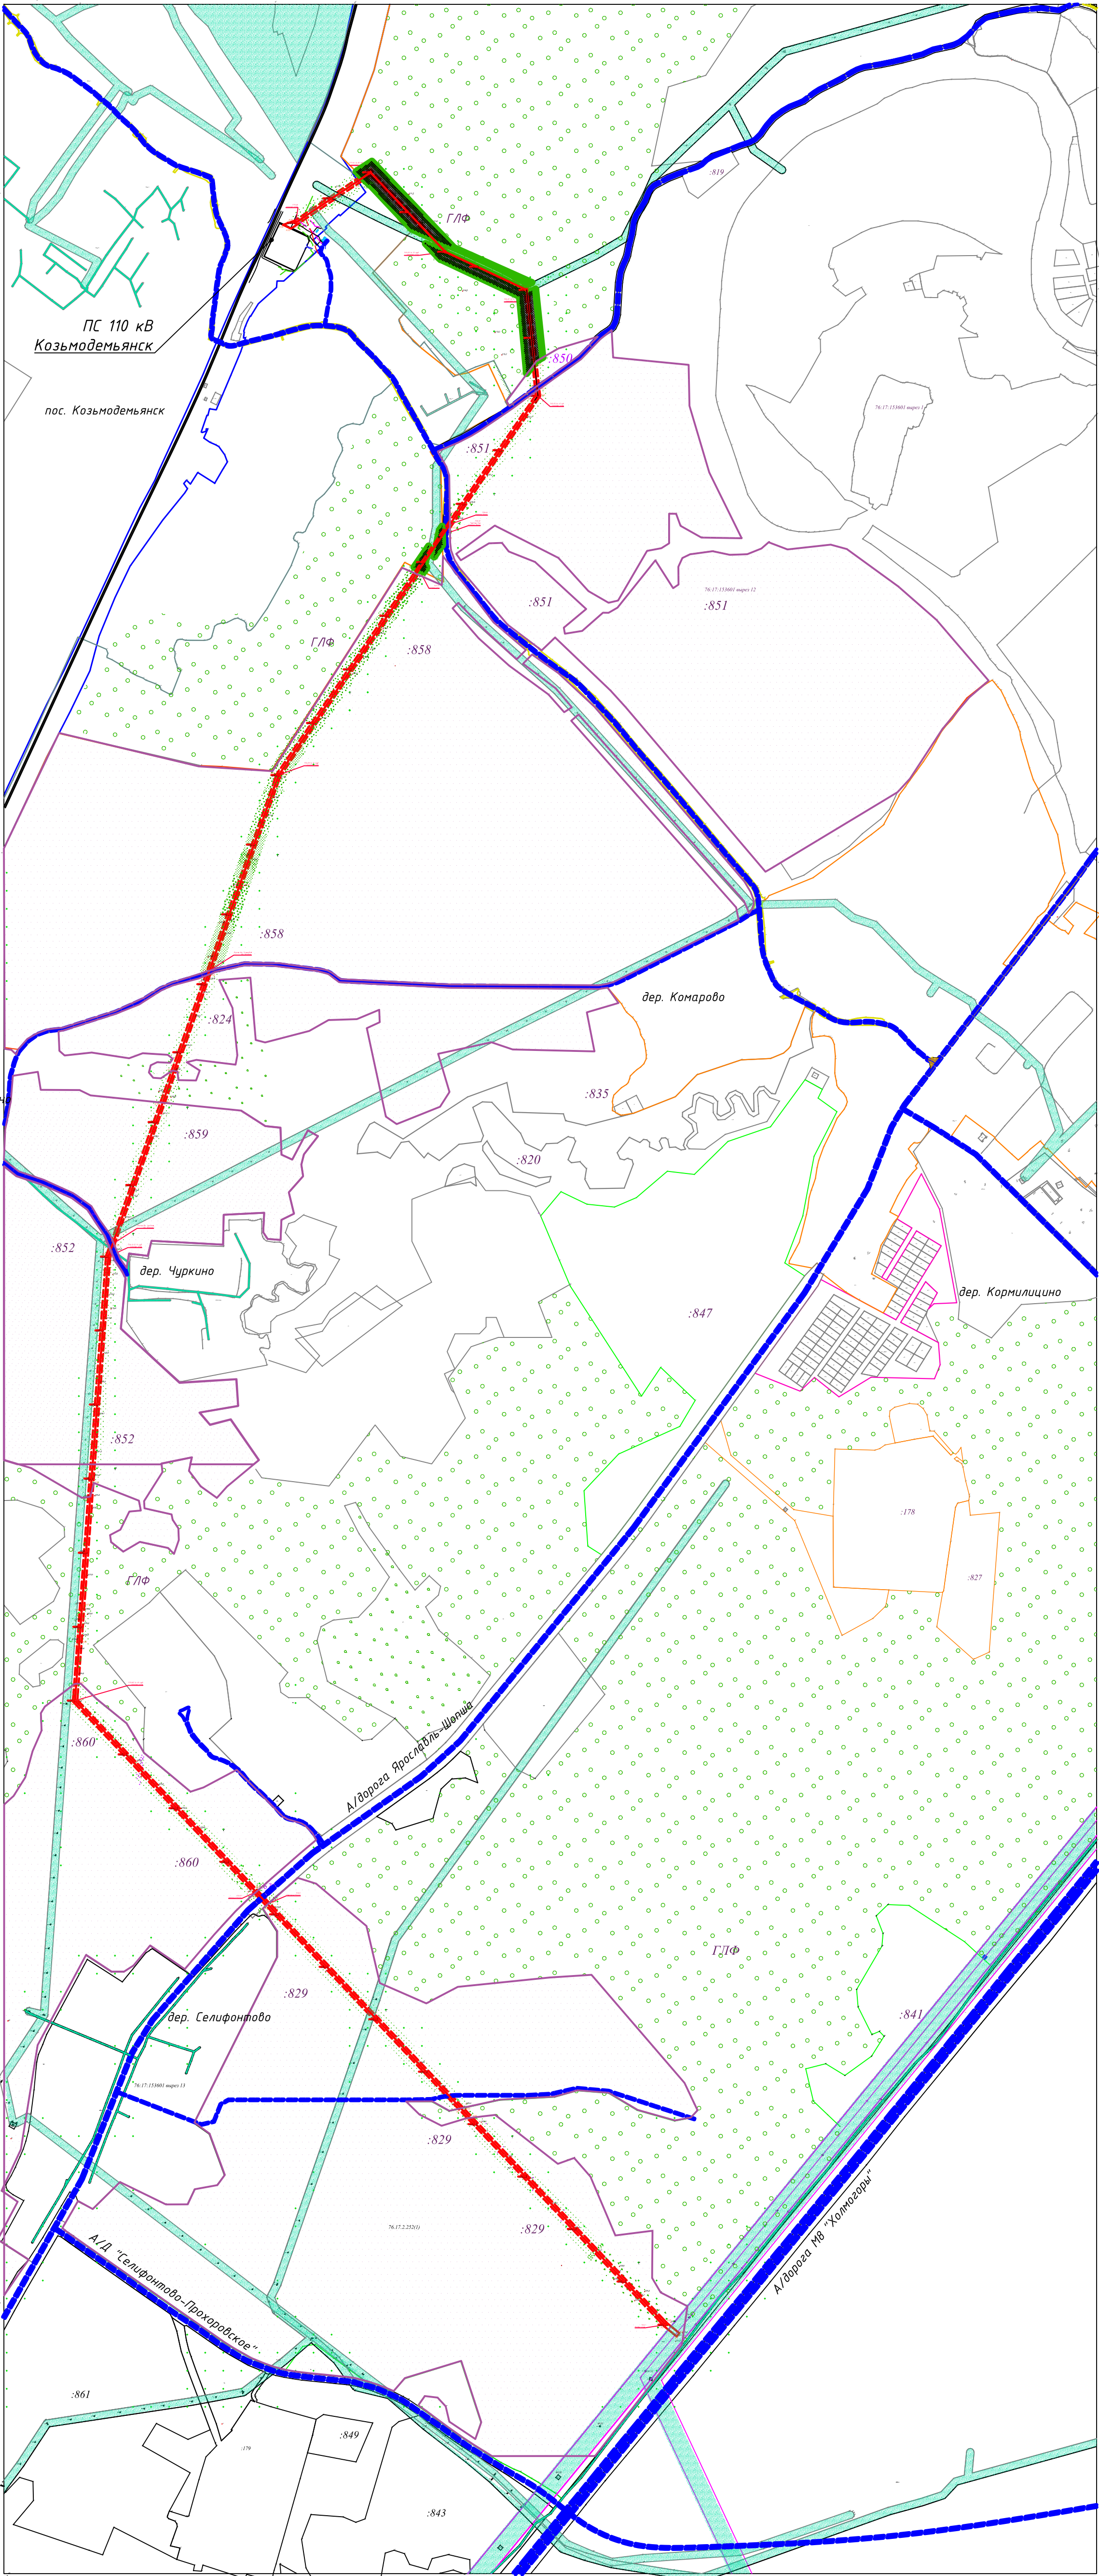 :819
ГЛФ
ПС 110 кВ
Козьмодемьянск
:850
пос. Козьмодемьянск
:851
:851
:851
ГЛФ
:858
:858
дер. Комарово
:824
:835
:859
:820
:852
дер. Чуркино
дер. Кормилицино
:847
:852
:178
:827
ГЛФ
А/дорога Ярославль-Шопша
:860
:860
ГЛФ
:829
:841
дер. Селифонтово
:829
:829
А/дорога М8 "Холмогоры"
А/Д "Селифонтово-Прохоровское"
:861
:849
:179
:843